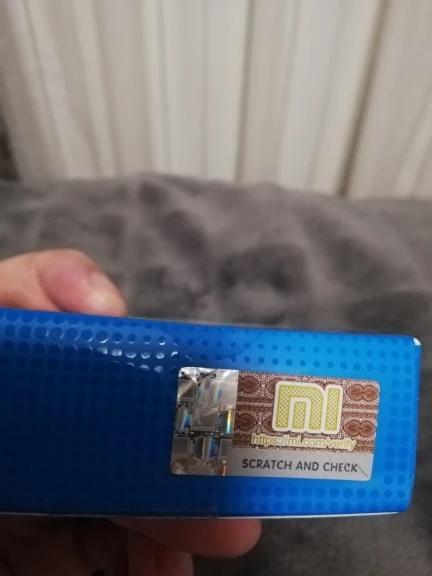 mi
https://mi.com/verify
SCRATCH AND CHECK